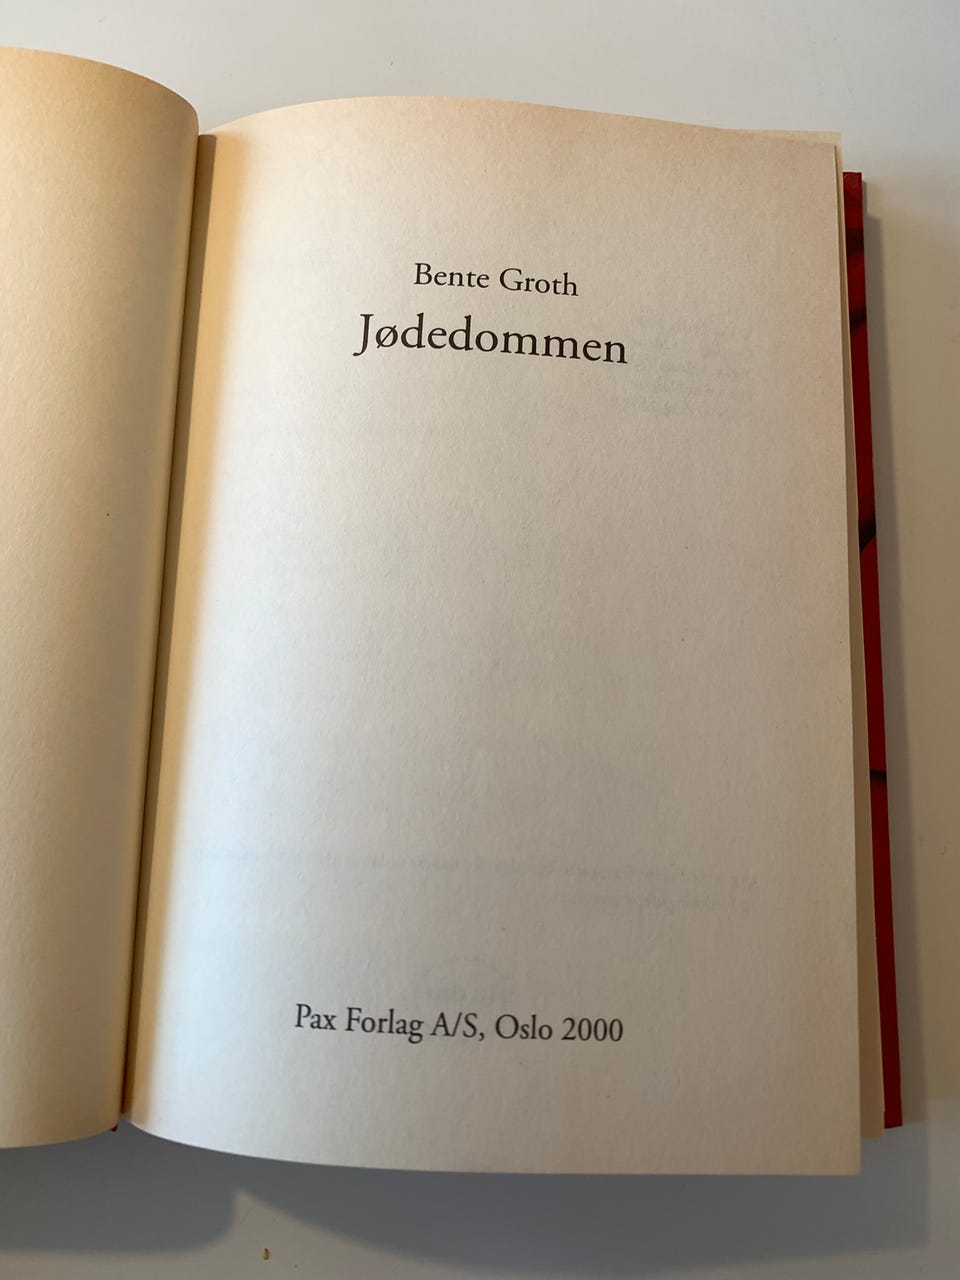 Bente Groth
Jødedommen
Pax Forlag A/S, Oslo 2000